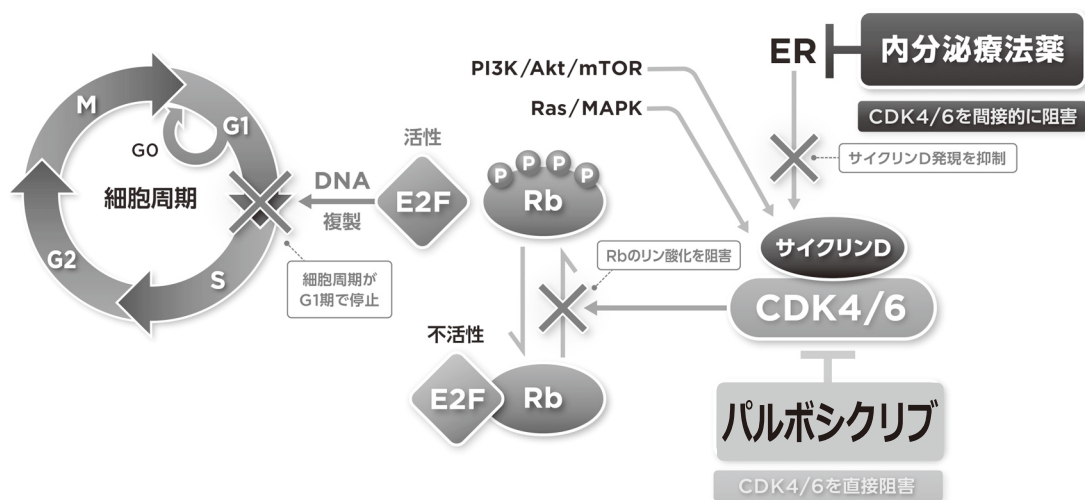 M
G1
G0
細胞周期
G2
S
DNA
複製
細胞周期が
G1期で停止
活性
E2F
P P P P
Rb
PI3K/Akt/mTOR
Ras/MAPK
ER
内分泌療法薬
CDK4/6を間接的に阻害
サイクリンD発現を抑制
Rbのリン酸化を阻害
サイクリンD
CDK4/6
不活性
E2F
Rb
パルボシクリブ
CDK4/6を直接阻害